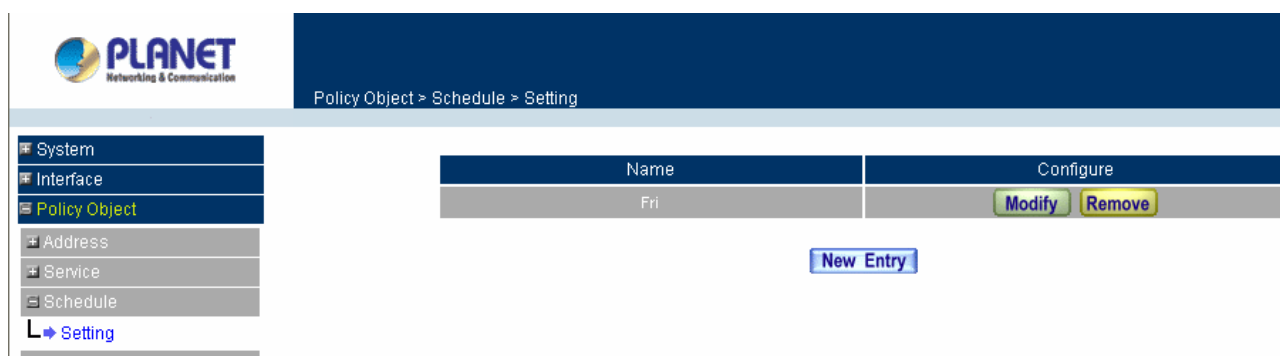 PLANET
Networking & Communication
Policy Object > Schedule > Setting
System
Interface
Policy Object
Address
Service
Schedule
Setting
Name Configure
Fri Modify Remove
New Entry